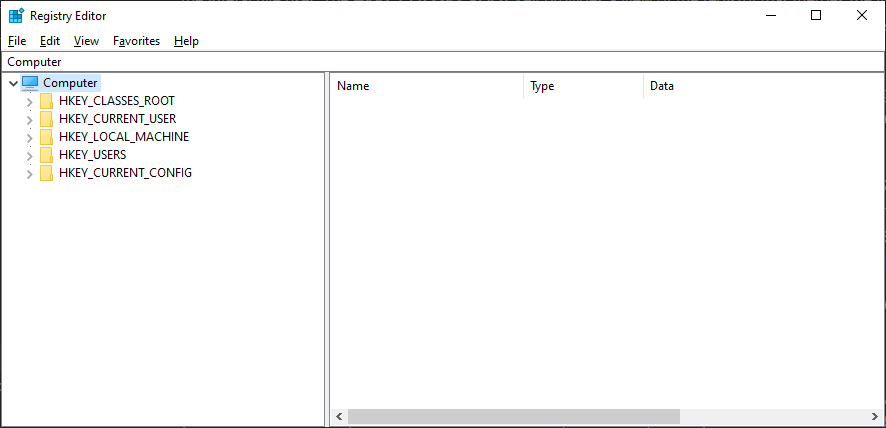 Registry Editor
File Edit View Favorites Help
Computer
Computer
HKEY_CLASSES_ROOT
HKEY_CURRENT_USER
HKEY_LOCAL_MACHINE
HKEY_USERS
HKEY_CURRENT_CONFIG
Name Type Data